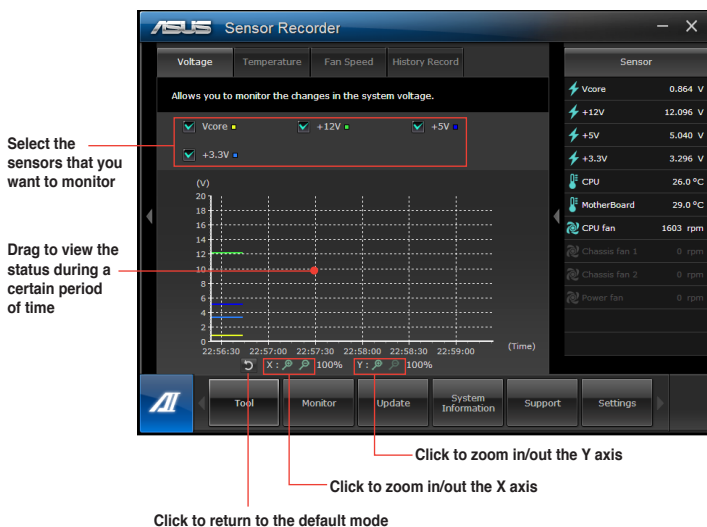 ASUS Sensor Recorder
Voltage Temperature Fan Speed History Record
Allows you to monitor the changes in the system voltage.
Vcore +12V +5V
+3.3V
(V)
20
18
16
14
12
10
8
6
4
2
0
22:56:30 22:57:00 22:57:30 22:58:00 22:58:30 22:59:00
(Time)
X : 100% Y : 100%
Sensor
Vcore 0.864 V
+12V 12.096 V
+5V 5.040 V
+3.3V 3.296 V
CPU 26.0 ºC
MotherBoard 29.0 ºC
CPU fan 1603 rpm
Chassis fan 1 0 rpm
Chassis fan 2 0 rpm
Power fan 0 rpm
Tool Monitor Update System Information Support Settings
Select the
sensors that you
want to monitor
Drag to view the
status during a
certain period
of time
Click to zoom in/out the Y axis
Click to zoom in/out the X axis
Click to return to the default mode